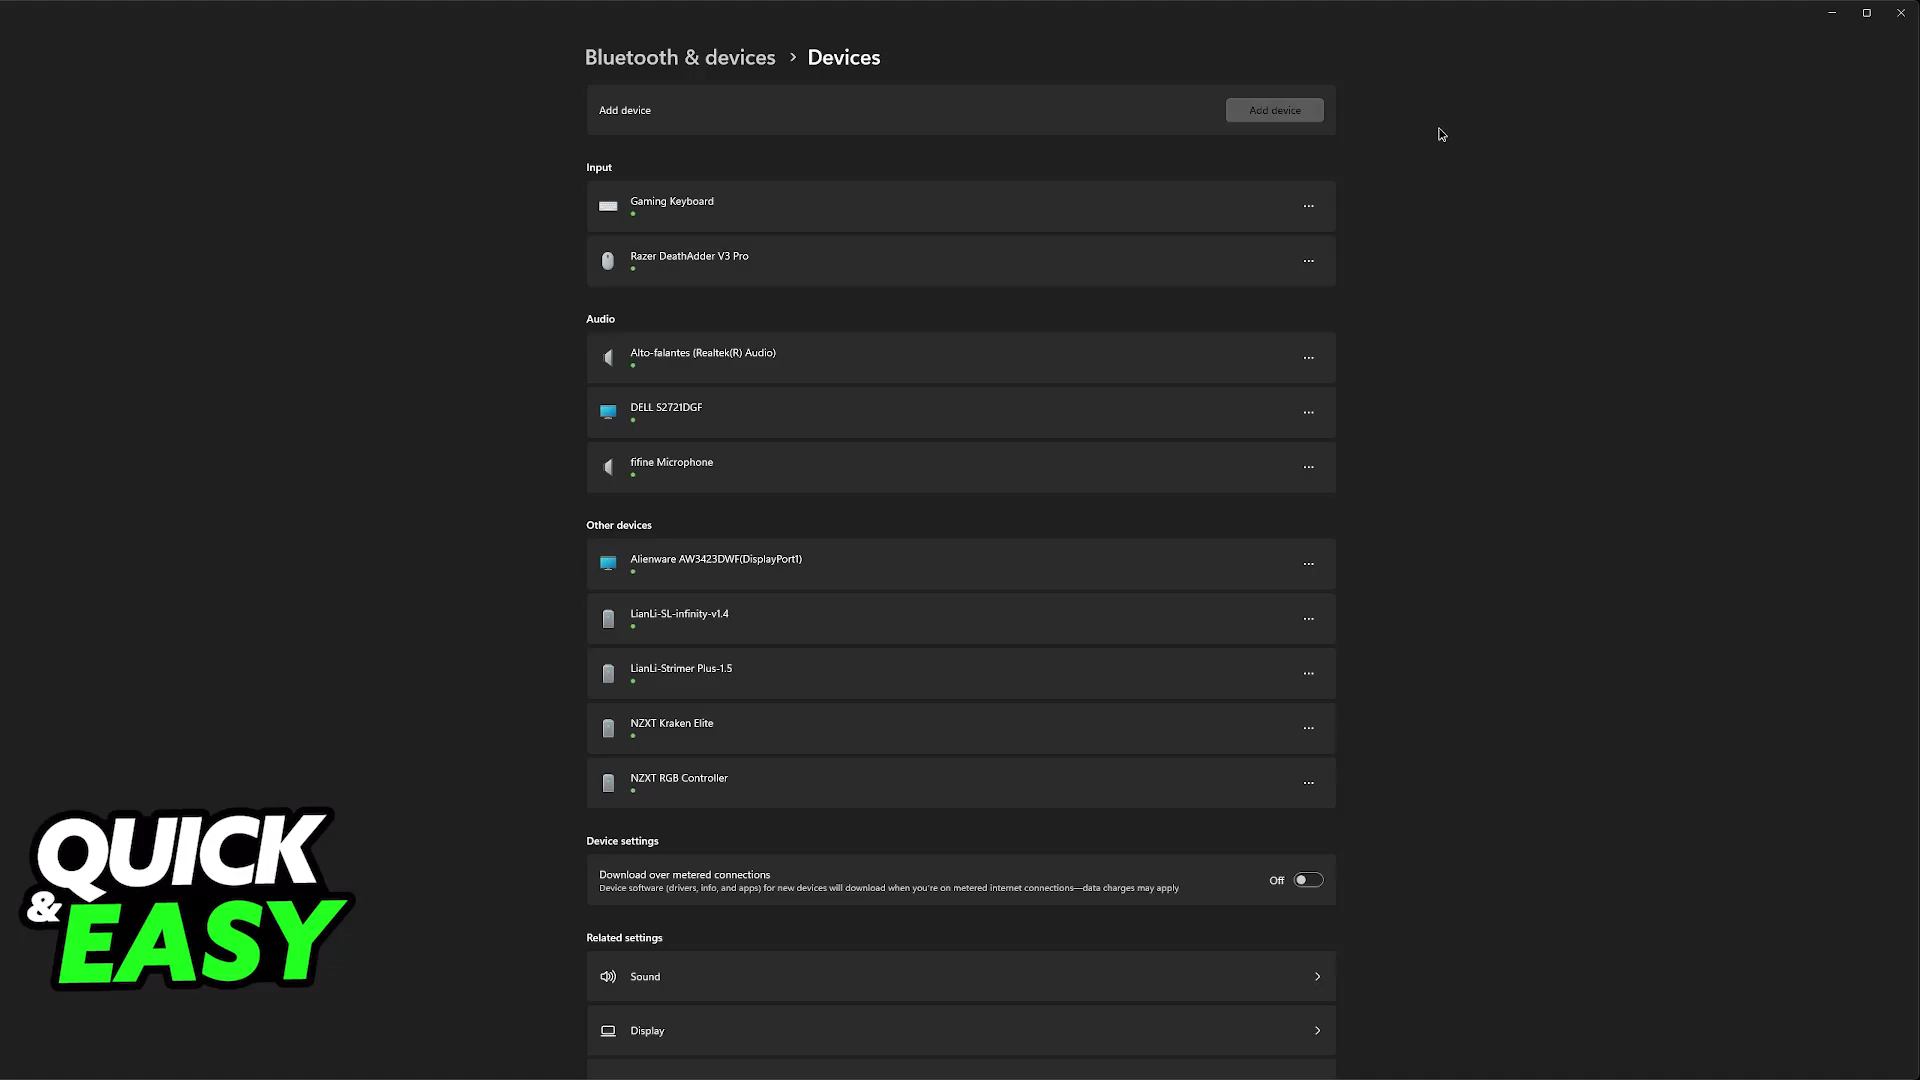 Bluetooth & devices > Devices
Add device
Add device
Input
Gaming Keyboard
Razer DeathAdder V3 Pro
Audio
Alto-falantes (Realtek(R) Audio)
DELL S2721DGF
fifine Microphone
Other devices
Alienware AW3423DWF(DisplayPort1)
LianLi-SL-infinity-v1.4
LianLi-Strimer Plus-1.5
NZXT Kraken Elite
NZXT RGB Controller
Device settings
Download over metered connections
Off
Device software (drivers, info, and apps) for new devices will download when you're on metered internet connections—data charges may apply
Related settings
Sound
Display
QUICK
& EASY